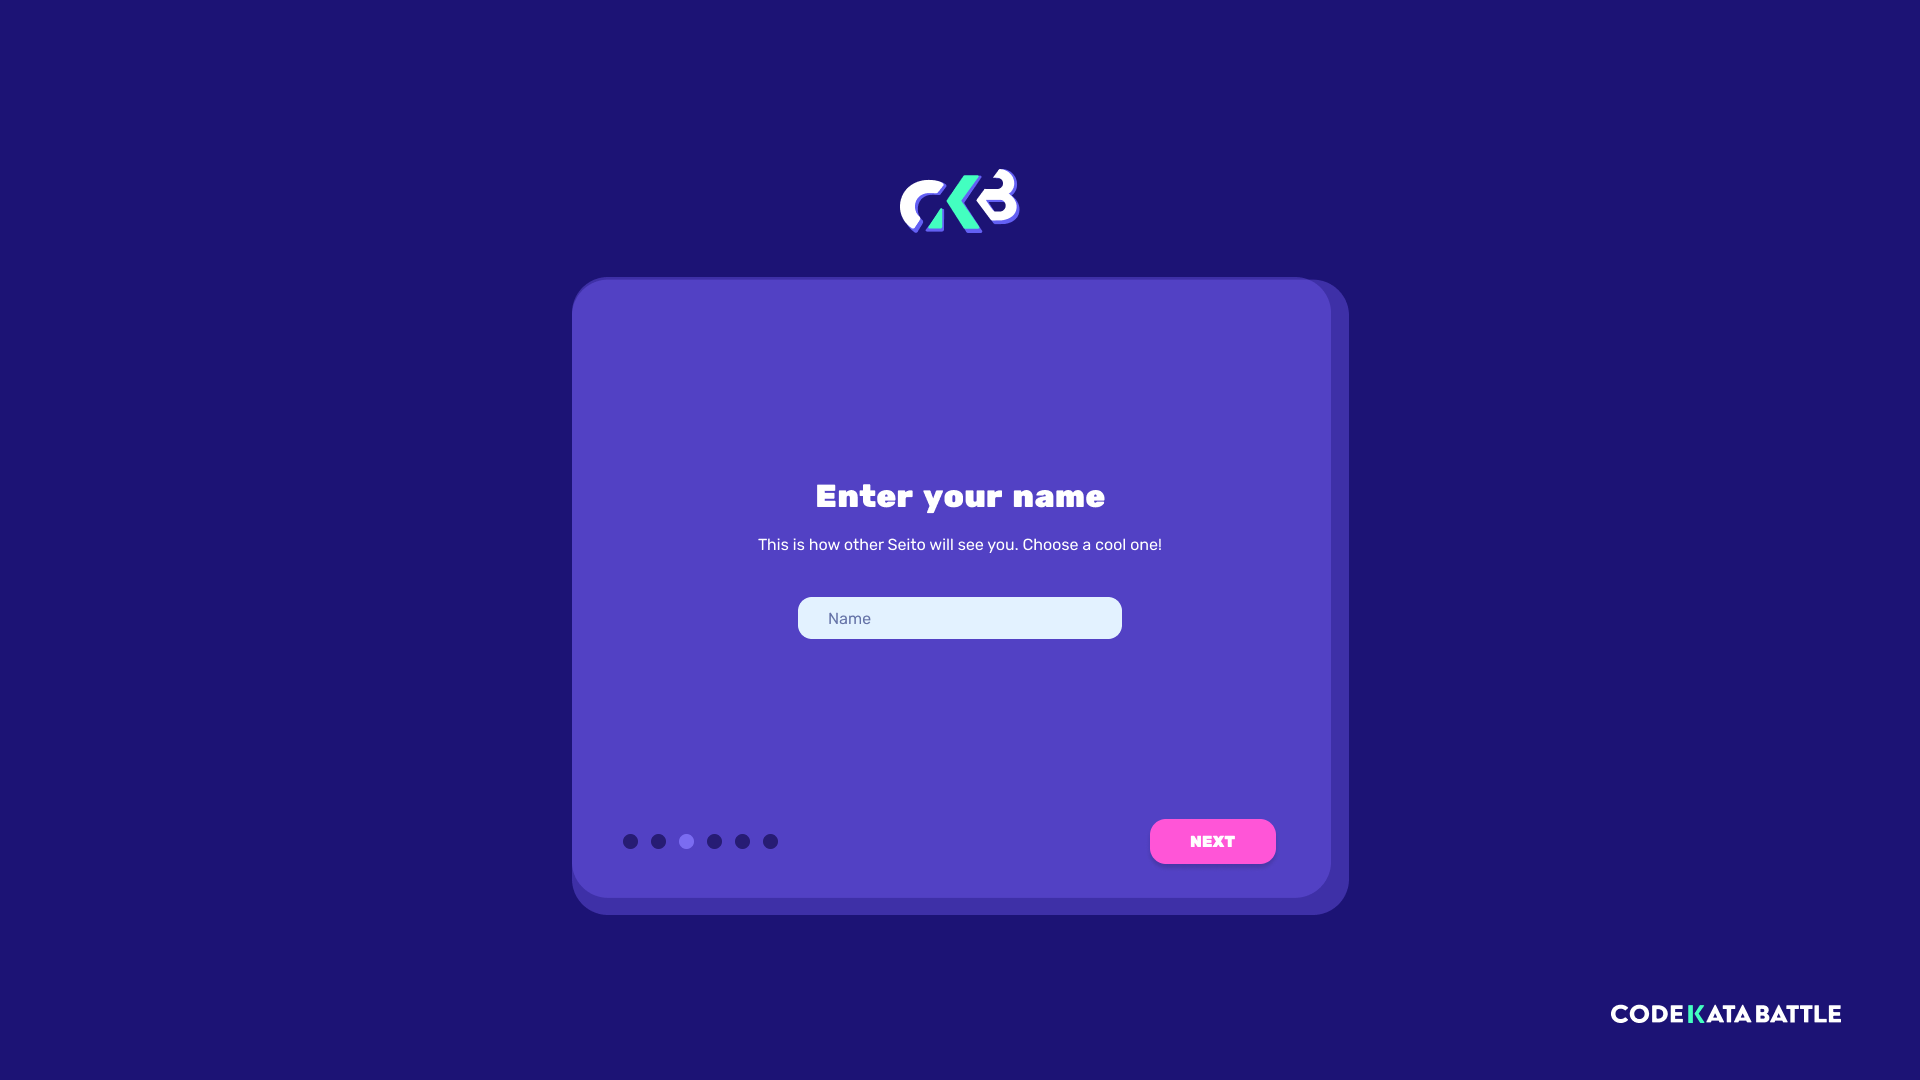 CKB
Enter your name
This is how other Seito will see you. Choose a cool one!
Name
NEXT
CODE KATA BATTLE